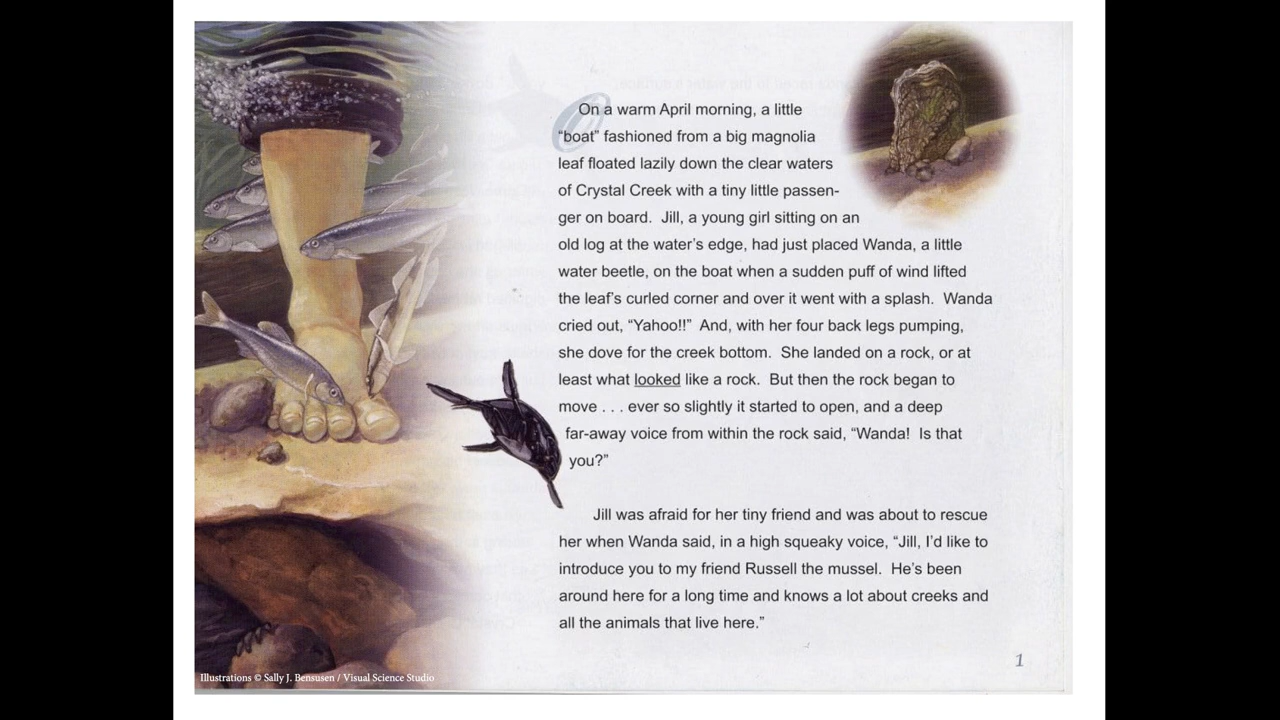 On a warm April morning, a little
“boat” fashioned from a big magnolia
leaf floated lazily down the clear waters
of Crystal Creek with a tiny little passen-
ger on board.  Jill, a young girl sitting on an
old log at the water’s edge, had just placed Wanda, a little
water beetle, on the boat when a sudden puff of wind lifted
the leaf’s curled corner and over it went with a splash.  Wanda
cried out, “Yahoo!!”  And, with her four back legs pumping,
she dove for the creek bottom.  She landed on a rock, or at
least what looked like a rock.  But then the rock began to
move . . . ever so slightly it started to open, and a deep
far-away voice from within the rock said, “Wanda!  Is that
you?”
Jill was afraid for her tiny friend and was about to rescue
her when Wanda said, in a high squeaky voice, “Jill, I’d like to
introduce you to my friend Russell the mussel.  He’s been
around here for a long time and knows a lot about creeks and
all the animals that live here.”
1
Illustrations © Sally J. Bensusen / Visual Science Studio